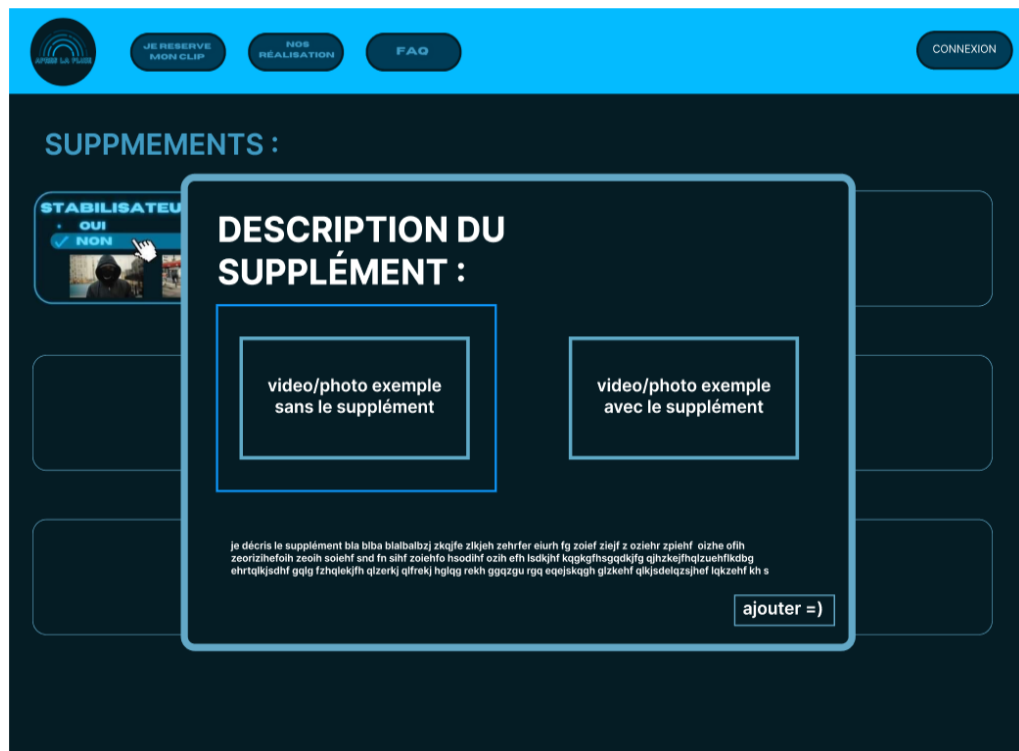 JE RESERVE
MON CLIP
NOS
RÉALISATION
FAQ
CONNEXION
APRES LA PLUIE
SUPPMEMENTS :
STABILISATEU
OUI
NON
DESCRIPTION DU
SUPPLÉMENT :
video/photo exemple
sans le supplément
video/photo exemple
avec le supplément
je décris le supplément bla blba blalbalbzj zkqjfe zlkjeh zehrfer eiurh fg zoief ziejf z oziehr zpiehf oizhe ofih
zeorizihefoih zeoih soiehf snd fn sihf zoiehfo hsodihf ozih efh lsdkjhf kqgkgfhsgqdkjfg qjhzkejfhqlzuehflkdbg
ehrtqlkjsdhf gqlg fzhqlekjfh qlzerkj qlfrekj hglqg rekh ggqzgu rgq eqejskqgh glzkehf qlkjsdelqzsjhef lqkzehf kh s
ajouter =)